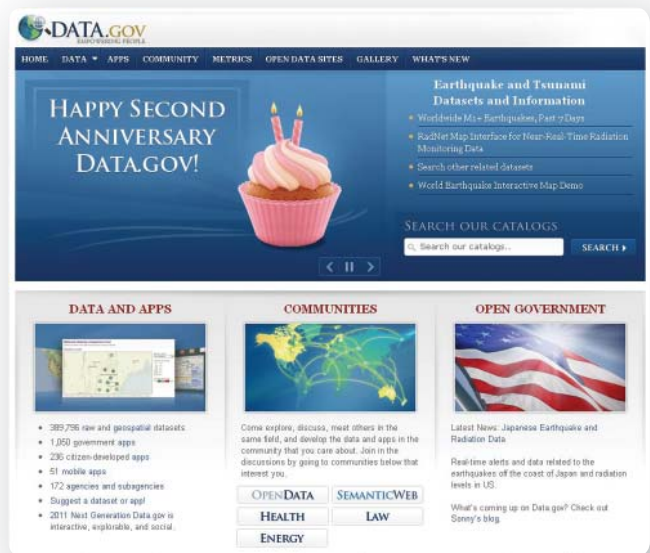 DATA.GOV
EMPOWERING PEOPLE
HOME DATA APPS COMMUNITY METRICS OPEN DATA SITES GALLERY WHAT'S NEW
HAPPY SECOND
ANNIVERSARY
DATA.GOV!
Earthquake and Tsunami
Datasets and Information
Worldwide M1+ Earthquakes, Past 7 Days
RadNet Map Interface for Near-Real-Time Radiation
Monitoring Data
Search other related datasets
World Earthquake Interactive Map Demo
SEARCH OUR CATALOGS
Search our catalogs..
SEARCH
DATA AND APPS
389,796 raw and geospatial datasets
1,050 government apps
236 citizen-developed apps
51 mobile apps
172 agencies and subagencies
Suggest a dataset or app!
2011 Next Generation Data.gov is
interactive, explorable, and social.
COMMUNITIES
Come explore, discuss, meet others in the
same field, and develop the data and apps in the
community that you care about. Join in the
discussions by going to communities below that
interest you.
OPENDATA SEMANTICWEB
HEALTH LAW
ENERGY
OPEN GOVERNMENT
Latest News: Japanese Earthquake and
Radiation Data
Real-time alerts and data related to the
earthquakes off the coast of Japan and radiation
levels in US.
What's coming up on Data.gov? Check out
Sonny's blog.